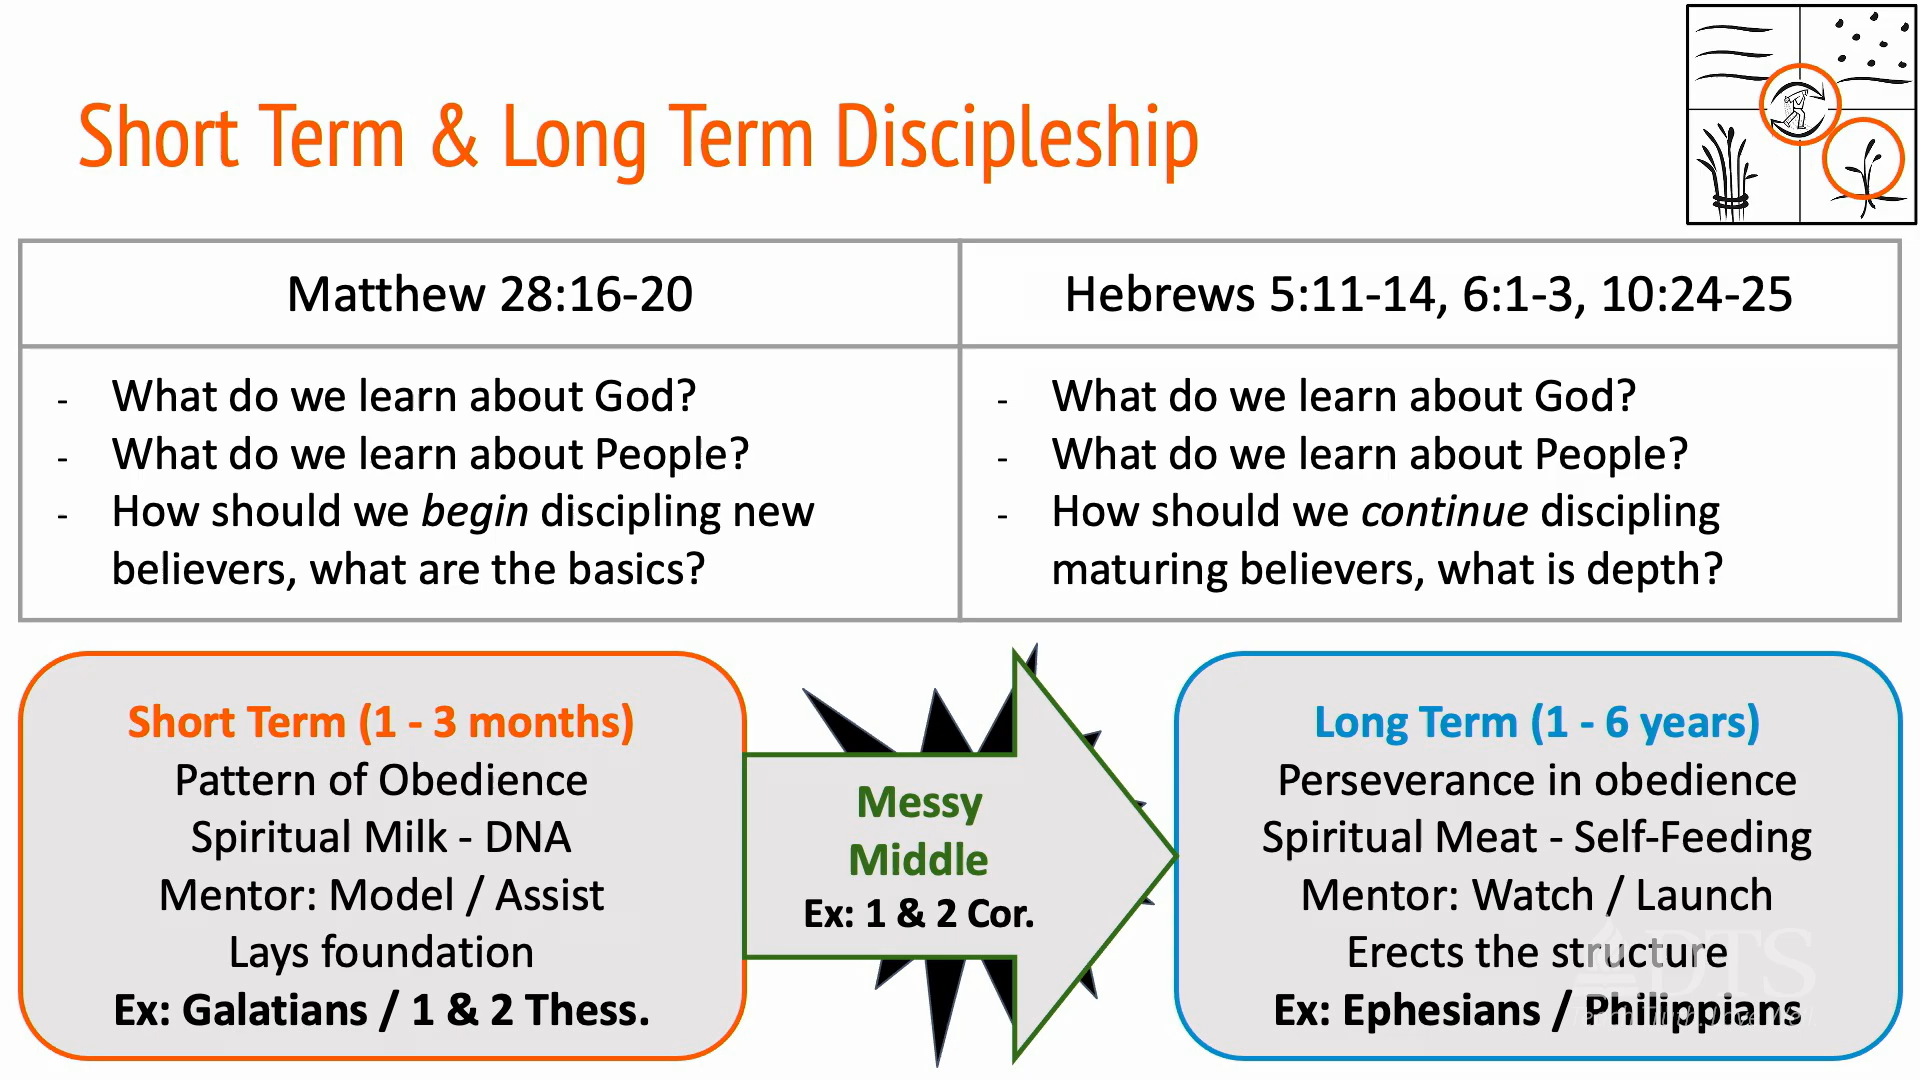 Short Term & Long Term Discipleship
Matthew 28:16-20
Hebrews 5:11-14, 6:1-3, 10:24-25
- What do we learn about God?
- What do we learn about People?
- How should we begin discipling new
believers, what are the basics?
- What do we learn about God?
- What do we learn about People?
- How should we continue discipling
maturing believers, what is depth?
Short Term (1 - 3 months)
Pattern of Obedience
Spiritual Milk - DNA
Mentor: Model / Assist
Lays foundation
Ex: Galatians / 1 & 2 Thess.
Messy
Middle
Ex: 1 & 2 Cor.
Long Term (1 - 6 years)
Perseverance in obedience
Spiritual Meat - Self-Feeding
Mentor: Watch / Launch
Erects the structure
Ex: Ephesians / Philippians
DTS
Teach Truth. Love Well.